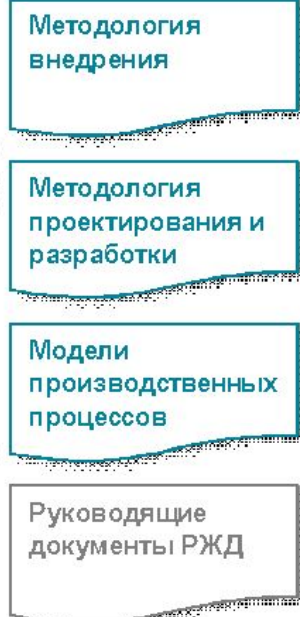 Методология
внедрения
Методология
проектирования и
разработки
Модели
производственных
процессов
Руководящие
документы РЖД